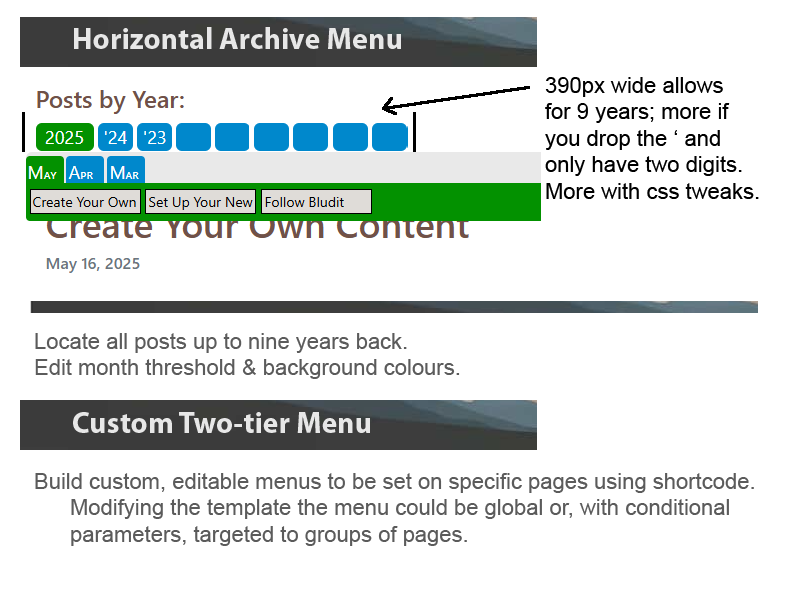 Horizontal Archive Menu
Posts by Year:
2025 '24 '23
May Apr Mar
Create Your Own Set Up Your New Follow Bludit
Create Your Own Content
May 16, 2025
390px wide allows
for 9 years; more if
you drop the ‘ and
only have two digits.
More with css tweaks.
Locate all posts up to nine years back.
Edit month threshold & background colours.
Custom Two-tier Menu
Build custom, editable menus to be set on specific pages using shortcode.
Modifying the template the menu could be global or, with conditional
parameters, targeted to groups of pages.